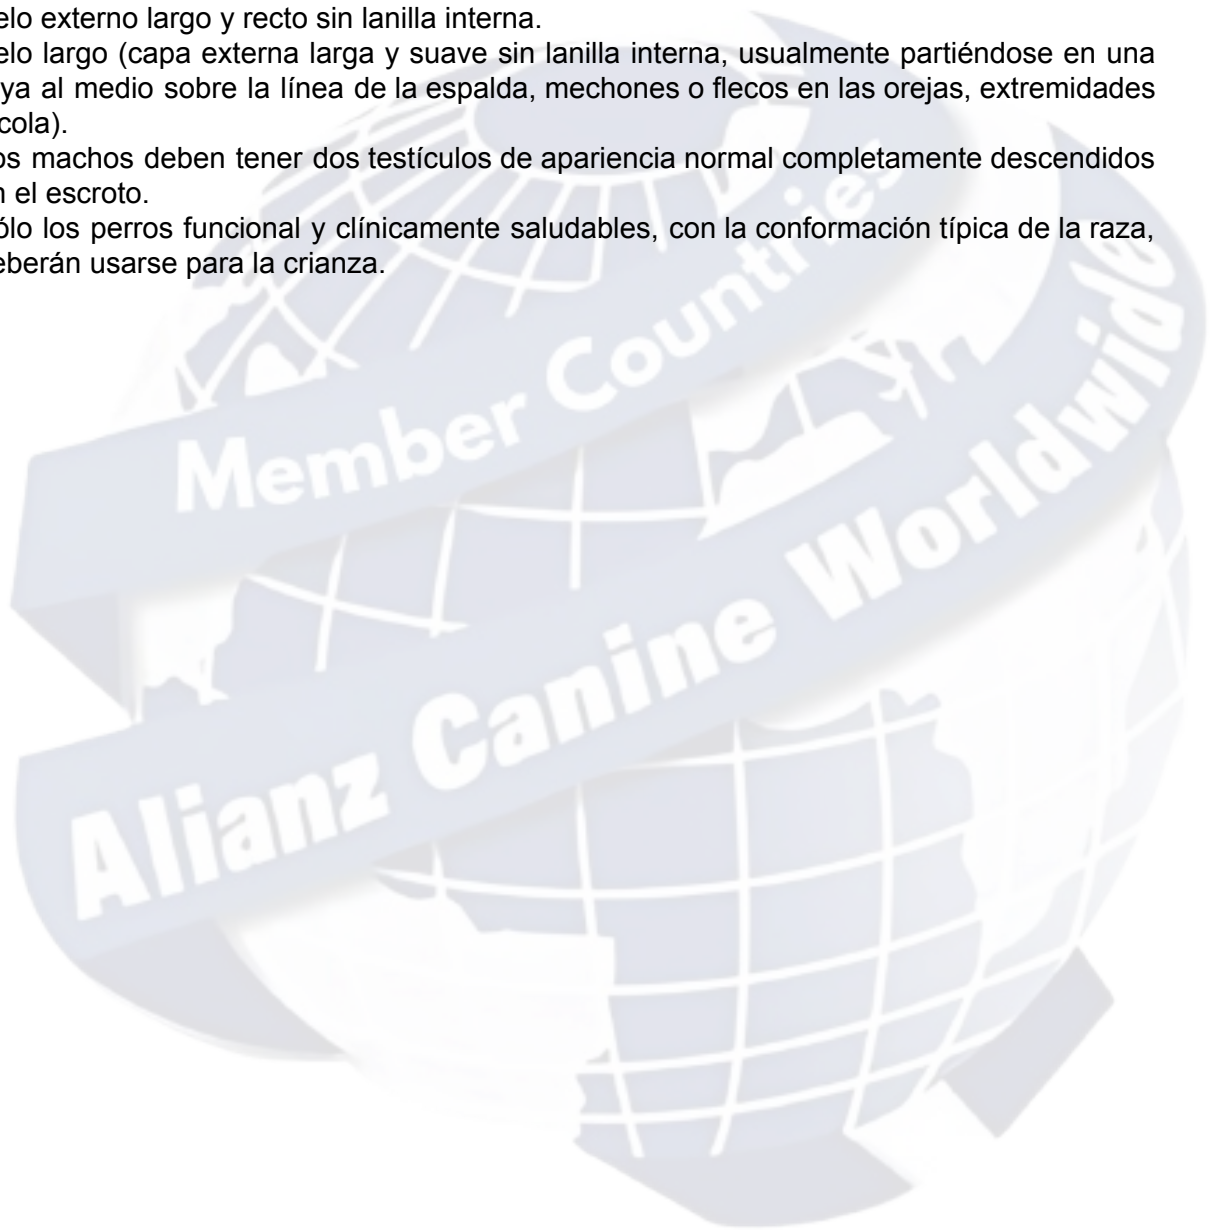 elo externo largo y recto sin lanilla interna.
elo largo (capa externa larga y suave sin lanilla interna, usualmente partiéndose en una
ya al medio sobre la línea de la espalda, mechones o flecos en las orejas, extremidades
cola).
os machos deben tener dos testículos de apariencia normal completamente descendidos
n el escroto.
ólo los perros funcional y clínicamente saludables, con la conformación típica de la raza,
eberán usarse para la crianza.
Member Countries
Alianz Canine Worldwide